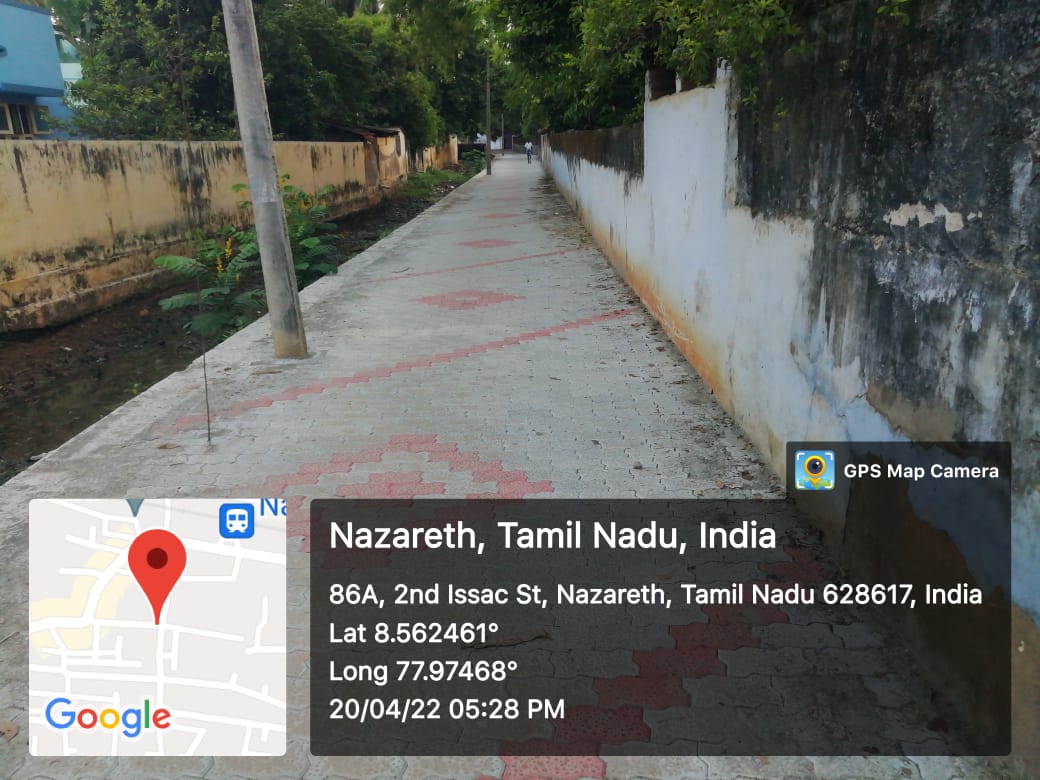 GPS Map Camera
Na
Google
Nazareth, Tamil Nadu, India
86A, 2nd Issac St, Nazareth, Tamil Nadu 628617, India
Lat 8.562461°
Long 77.97468°
20/04/22 05:28 PM